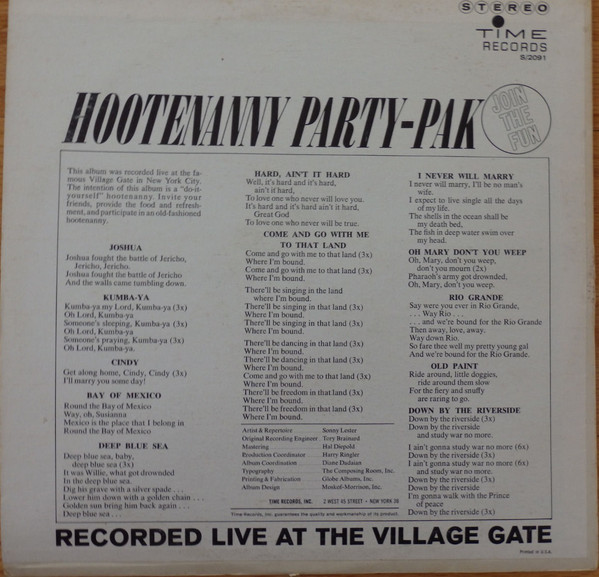 STEREO
TIME
RECORDS
S/2091
HOOTENANNY PARTY-PAK
JOIN
THE
FUN
This album was recorded live at the fa-
mous Village Gate in New York City.
The intention of this album is a "do-it-
yourself" hootenanny. Invite your
friends, provide the food and refresh-
ment, and participate in an old-fashioned
hootenanny.
JOSHUA
Joshua fought the battle of Jericho,
Jericho, Jericho.
Joshua fought the battle of Jericho
And the walls came tumbling down.
KUMBA-YA
Kumba-ya my Lord, Kumba-ya (3x)
Oh Lord, Kumba-ya
Someone's sleeping, Kumba-ya (3x)
Oh Lord, Kumba-ya
Someone's praying, Kumba-ya (3x)
Oh Lord, Kumba-ya.
CINDY
Get along home, Cindy, Cindy (3x)
I'll marry you some day!
BAY OF MEXICO
Round the Bay of Mexico
Way, oh, Susianna
Mexico is the place that I belong in
Round the Bay of Mexico
DEEP BLUE SEA
Deep blue sea, baby,
deep blue sea (3x)
It was Willie, what got drownded
In the deep blue sea.
Dig his grave with a silver spade . . .
Lower him down with a golden chain . . .
Golden sun bring him back again . . .
Deep blue sea . . .
HARD, AIN'T IT HARD
Well, it's hard and it's hard,
ain't it hard,
To love one who never will love you.
It's hard and it's hard ain't it hard,
Great God
To love one who never will be true.
COME AND GO WITH ME
TO THAT LAND
Come and go with me to that land (3x)
Where I'm bound.
Come and go with me to that land (3x)
Where I'm bound.
There'll be singing in the land
where I'm bound.
There'll be singing in that land (3x)
Where I'm bound.
There'll be singing in that land (3x)
Where I'm bound.
There'll be dancing in that land (3x)
Where I'm bound.
There'll be dancing in that land (3x)
Where I'm bound.
Come and go with me to that land (3x)
Where I'm bound.
There'll be freedom in that land (3x)
Where I'm bound.
There'll be freedom in that land (3x)
Where I'm bound.
Artist & Repertoire Sonny Lester
Original Recording Engineer Tory Brainard
Mastering Hal Diepold
Production Coordinator Harry Ringler
Album Coordination Diane Dadaian
Typography The Composing Room, Inc.
Printing & Fabrication Globe Albums, Inc.
Album Design Muskof-Morrison, Inc.
TIME RECORDS, INC. 2 WEST 45 STREET • NEW YORK 36
Time-Records, Inc. guarantees the quality and workmanship of its product.
I NEVER WILL MARRY
I never will marry, I'll be no man's
wife.
I expect to live single all the days
of my life.
The shells in the ocean shall be
my death bed,
The fish in deep water swim over
my head.
OH MARY DON'T YOU WEEP
Oh, Mary, don't you weep,
don't you mourn (2x)
Pharaoh's army got drownded,
Oh, Mary, don't you weep.
RIO GRANDE
Say were you ever in Rio Grande,
. . . Way Rio . . .
. . . and we're bound for the Rio Grande
Then away, love, away.
Way down Rio.
So fare thee well my pretty young gal
And we're bound for the Rio Grande.
OLD PAINT
Ride around, little doggies,
ride around them slow
For the fiery and snuffy
are raring to go.
DOWN BY THE RIVERSIDE
Down by the riverside (3x)
Down by the riverside
and study war no more.
I ain't gonna study war no more (6x)
Down by the riverside (3x)
Down by the riverside
I ain't gonna study war no more (6x)
and study war no more.
Down by the riverside (3x)
Down by the riverside
I'm gonna walk with the Prince
of peace
Down by the riverside (3x)
RECORDED LIVE AT THE VILLAGE GATE
Printed in U.S.A.